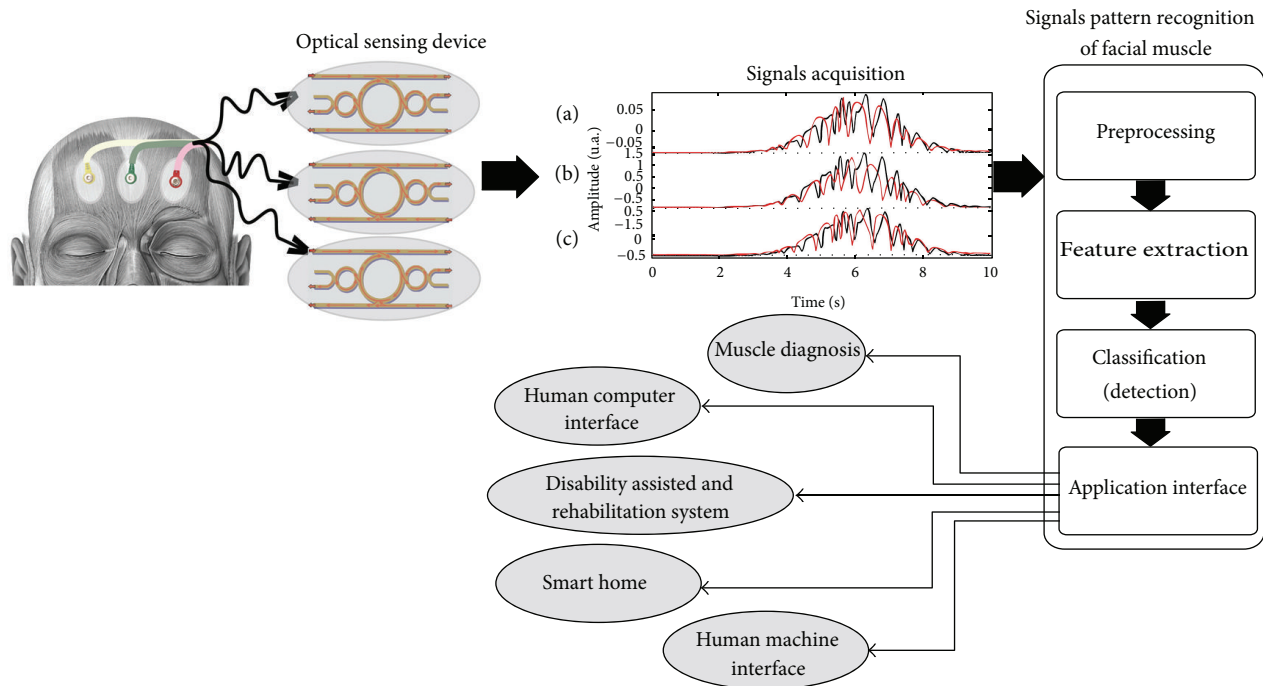 Optical sensing device
Signals acquisition
(a)
(b)
(c)
Amplitude (u.a.)
0.05
0
−0.05
1.5
1
0
−0.5
0.5
−1.5
0
−0.5
0
2
4
6
8
10
Time (s)
Signals pattern recognition
of facial muscle
Preprocessing
Feature extraction
Classification
(detection)
Application interface
Muscle diagnosis
Human computer
interface
Disability assisted and
rehabilitation system
Smart home
Human machine
interface